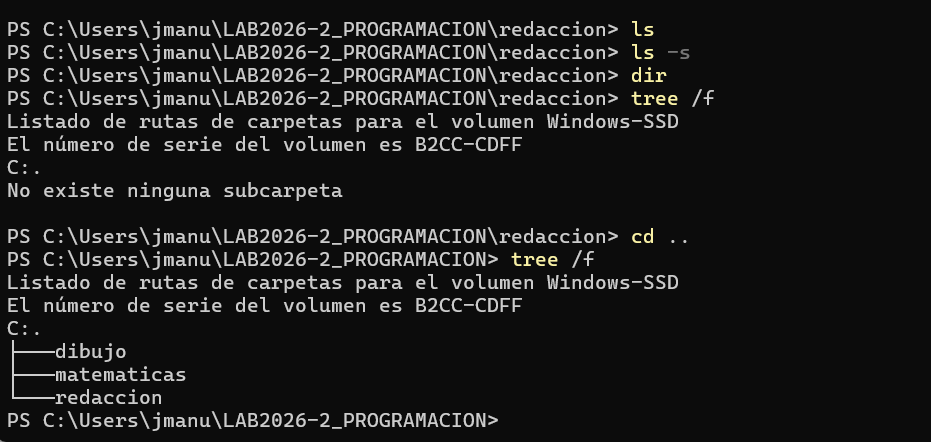 PS C:\Users\jmanu\LAB2026-2_PROGRAMACION\redaccion> ls
PS C:\Users\jmanu\LAB2026-2_PROGRAMACION\redaccion> ls -s
PS C:\Users\jmanu\LAB2026-2_PROGRAMACION\redaccion> dir
PS C:\Users\jmanu\LAB2026-2_PROGRAMACION\redaccion> tree /f
Listado de rutas de carpetas para el volumen Windows-SSD
El número de serie del volumen es B2CC-CDFF
C:.
No existe ninguna subcarpeta
PS C:\Users\jmanu\LAB2026-2_PROGRAMACION\redaccion> cd ..
PS C:\Users\jmanu\LAB2026-2_PROGRAMACION> tree /f
Listado de rutas de carpetas para el volumen Windows-SSD
El número de serie del volumen es B2CC-CDFF
C:.
├───dibujo
├───matematicas
└───redaccion
PS C:\Users\jmanu\LAB2026-2_PROGRAMACION>